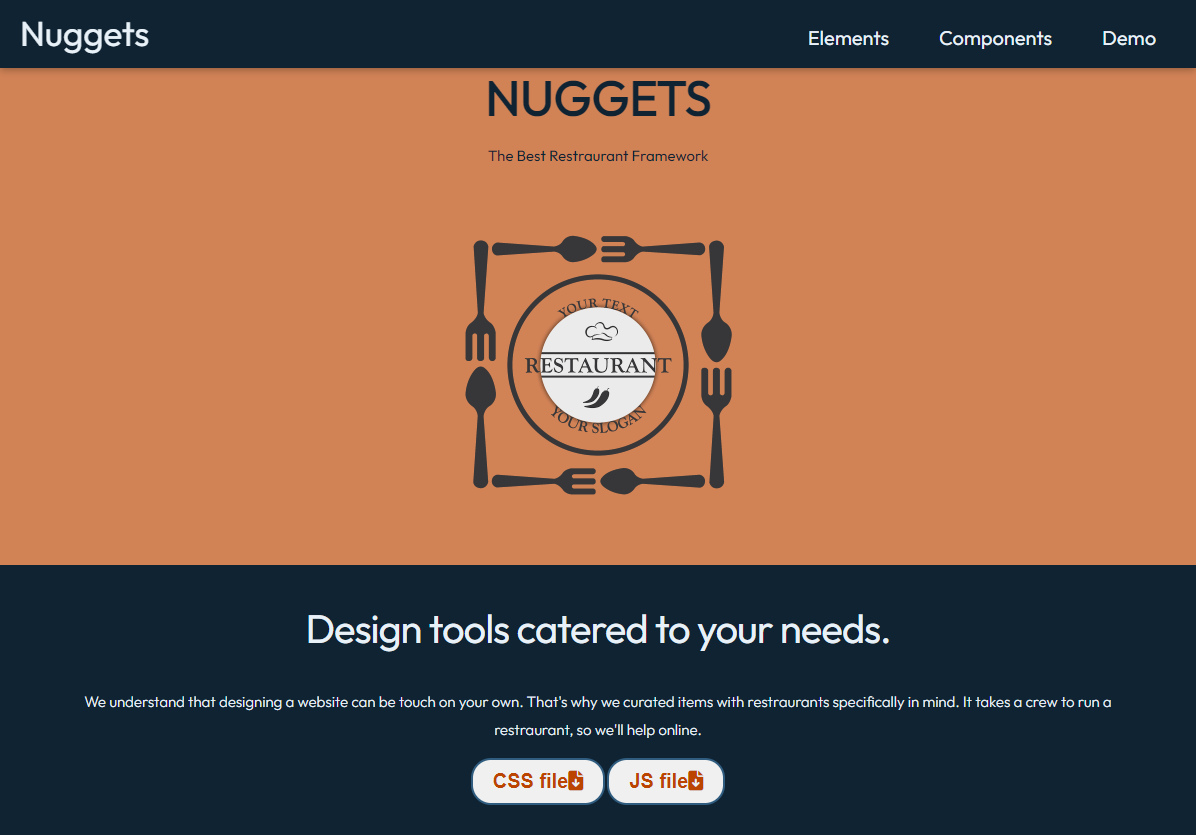 Nuggets
Elements Components Demo
NUGGETS
The Best Restraurant Framework
YOUR TEXT
RESTAURANT
YOUR SLOGAN
Design tools catered to your needs.
We understand that designing a website can be touch on your own. That's why we curated items with restraurants specifically in mind. It takes a crew to run a
restraurant, so we'll help online.
CSS file JS file